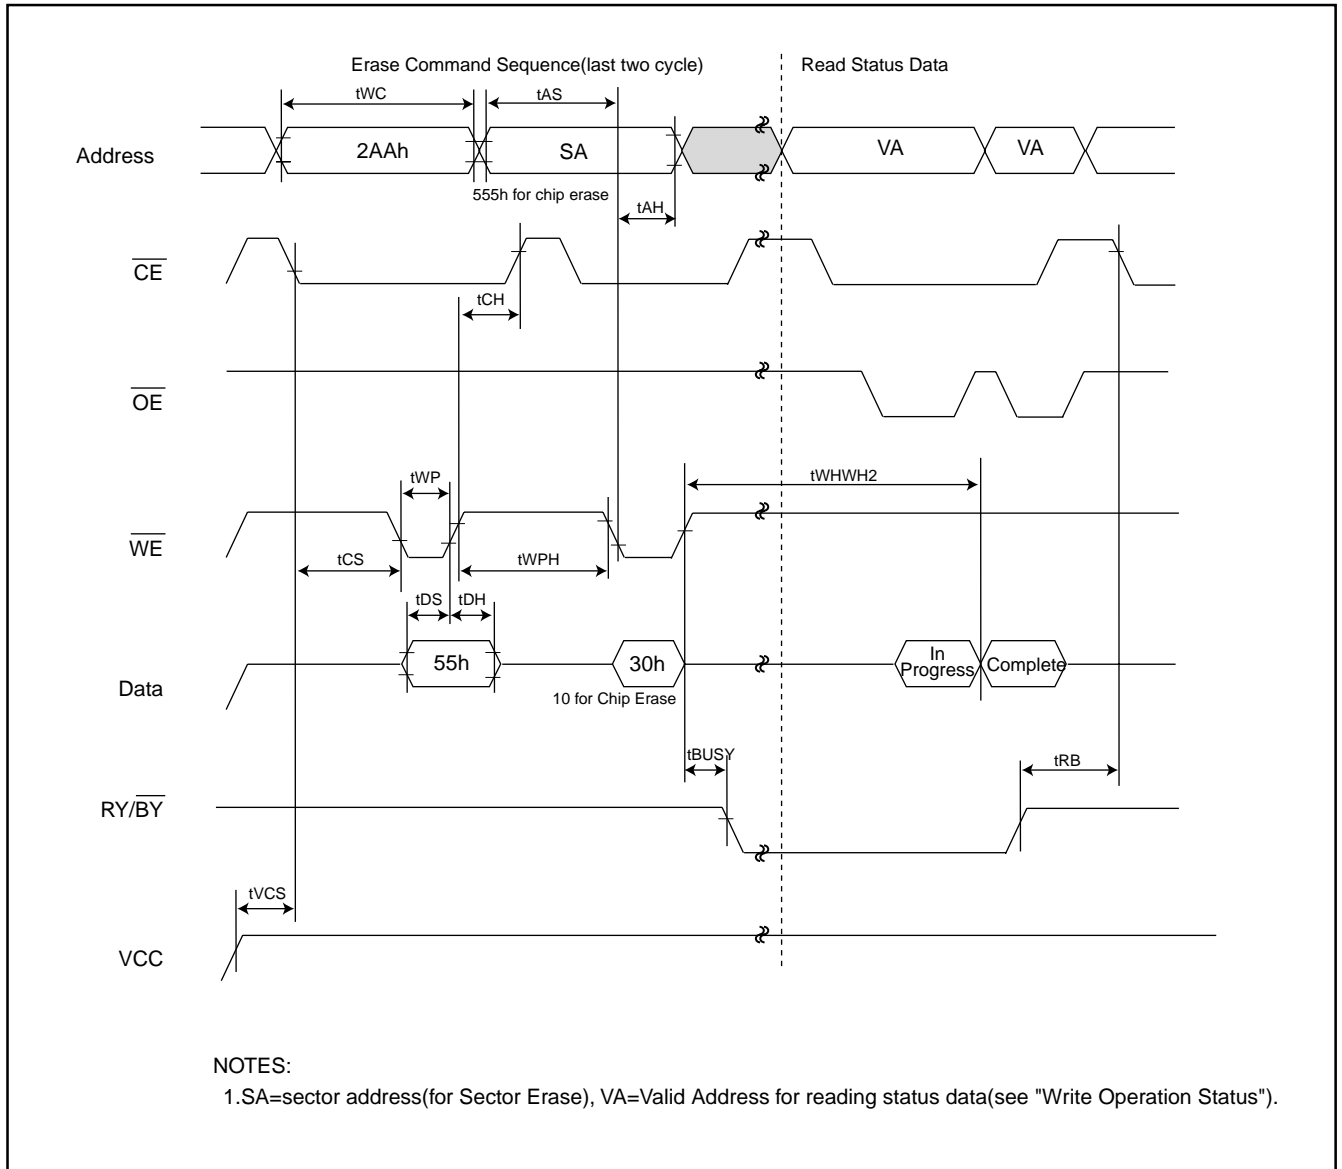 Erase Command Sequence(last two cycle)
Read Status Data
tWC
tAS
Address
2AAh
SA
VA
VA
555h for chip erase
tAH
CE
tCH
OE
tWP
tWHWH2
WE
tCS
tWPH
tDS
tDH
55h
30h
In
Progress
Complete
Data
10 for Chip Erase
tBUSY
tRB
RY/BY
tVCS
VCC
NOTES:
1.SA=sector address(for Sector Erase), VA=Valid Address for reading status data(see "Write Operation Status").